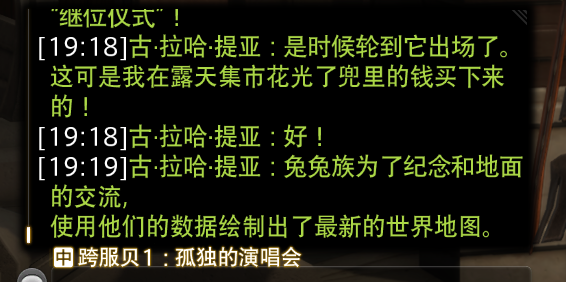 “继位仪式”！
[19:18]古·拉哈·提亚：是时候轮到它出场了。
这可是我在露天集市花光了兜里的钱买下来
的！
[19:18]古·拉哈·提亚：好！
[19:19]古·拉哈·提亚：兔兔族为了纪念和地面
的交流，
使用他们的数据绘制出了最新的世界地图。
中 跨服贝1：孤独的演唱会